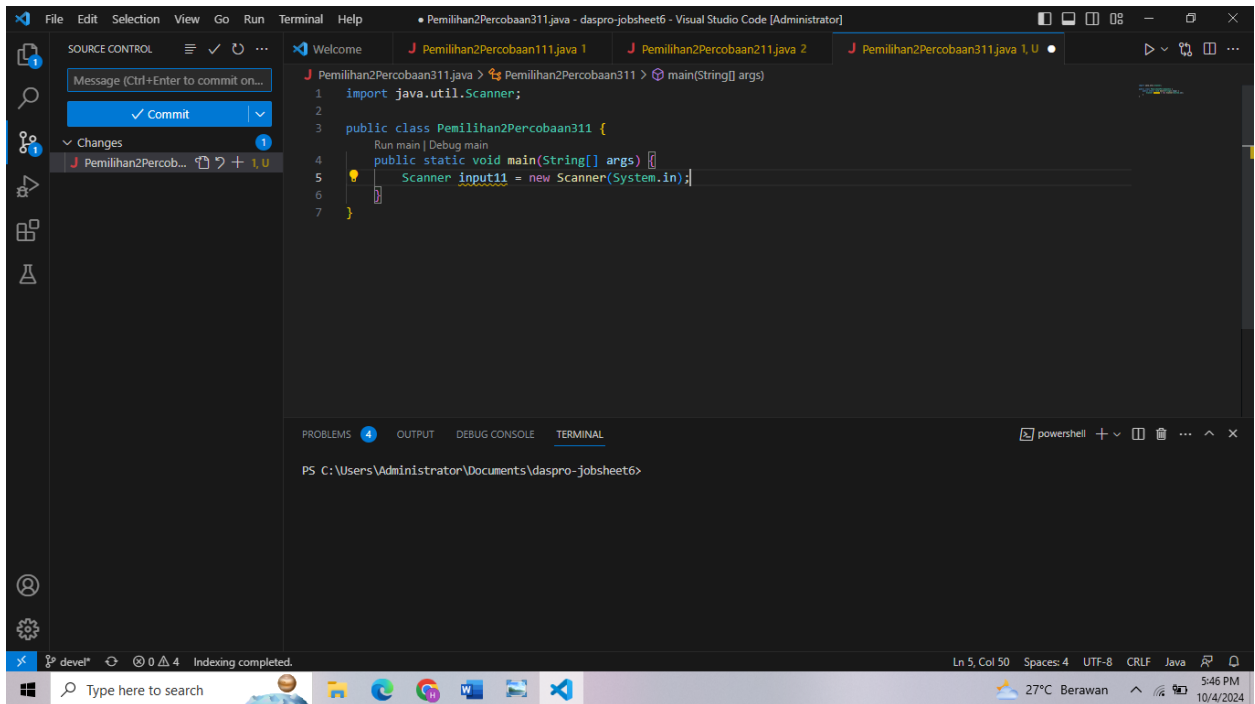 File Edit Selection View Go Run Terminal Help
● Pemilihan2Percobaan311.java - daspro-jobsheet6 - Visual Studio Code [Administrator]
SOURCE CONTROL
Message (Ctrl+Enter to commit on...
Commit
Changes 1
J Pemilihan2Percob... 1, U
Welcome
J Pemilihan2Percobaan111.java 1
J Pemilihan2Percobaan211.java 2
J Pemilihan2Percobaan311.java 1, U ●
J Pemilihan2Percobaan311.java > Pemilihan2Percobaan311 > main(String[] args)
1 import java.util.Scanner;
2
3 public class Pemilihan2Percobaan311 {
Run main | Debug main
4 public static void main(String[] args) {
5 Scanner input11 = new Scanner(System.in);
6 }
7 }
PROBLEMS 4 OUTPUT DEBUG CONSOLE TERMINAL
powershell
PS C:\Users\Administrator\Documents\daspro-jobsheet6>
devel* 0 4 Indexing completed.
Ln 5, Col 50 Spaces: 4 UTF-8 CRLF Java
Type here to search
27°C Berawan
5:46 PM
10/4/2024